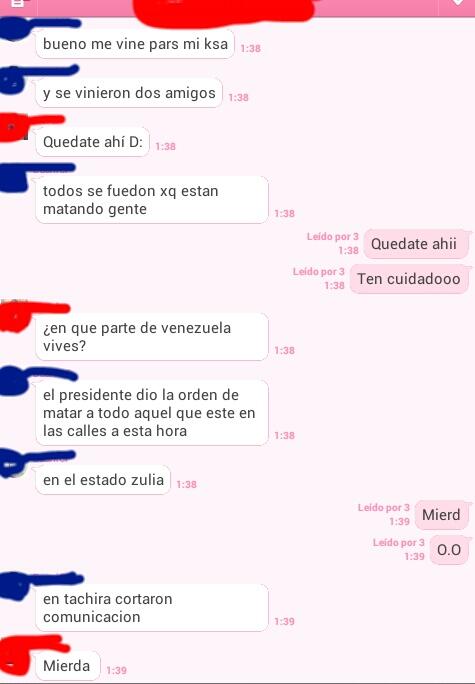 bueno me vine pars mi ksa
1:38
y se vinieron dos amigos
1:38
Quedate ahí D:
1:38
todos se fuedon xq estan
matando gente
1:38
Leído por 3
1:38
Quedate ahii
Leído por 3
1:38
Ten cuidadooo
¿en que parte de venezuela
vives?
1:38
el presidente dio la orden de
matar a todo aquel que este en
las calles a esta hora
1:38
en el estado zulia
1:38
Leído por 3
1:39
Mierd
Leído por 3
1:39
O.O
en tachira cortaron
comunicacion
1:39
Mierda
1:39